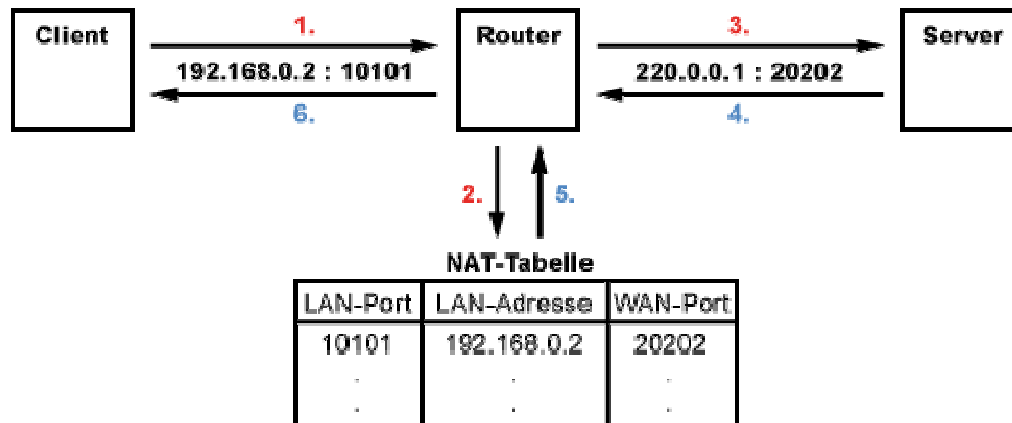 Client
1.
Router
3.
Server
192.168.0.2 : 10101
220.0.0.1 : 20202
6.
4.
2.
5.
NAT-Tabelle
LAN-Port LAN-Adresse WAN-Port
10101 192.168.0.2 20202
. . .
. . .